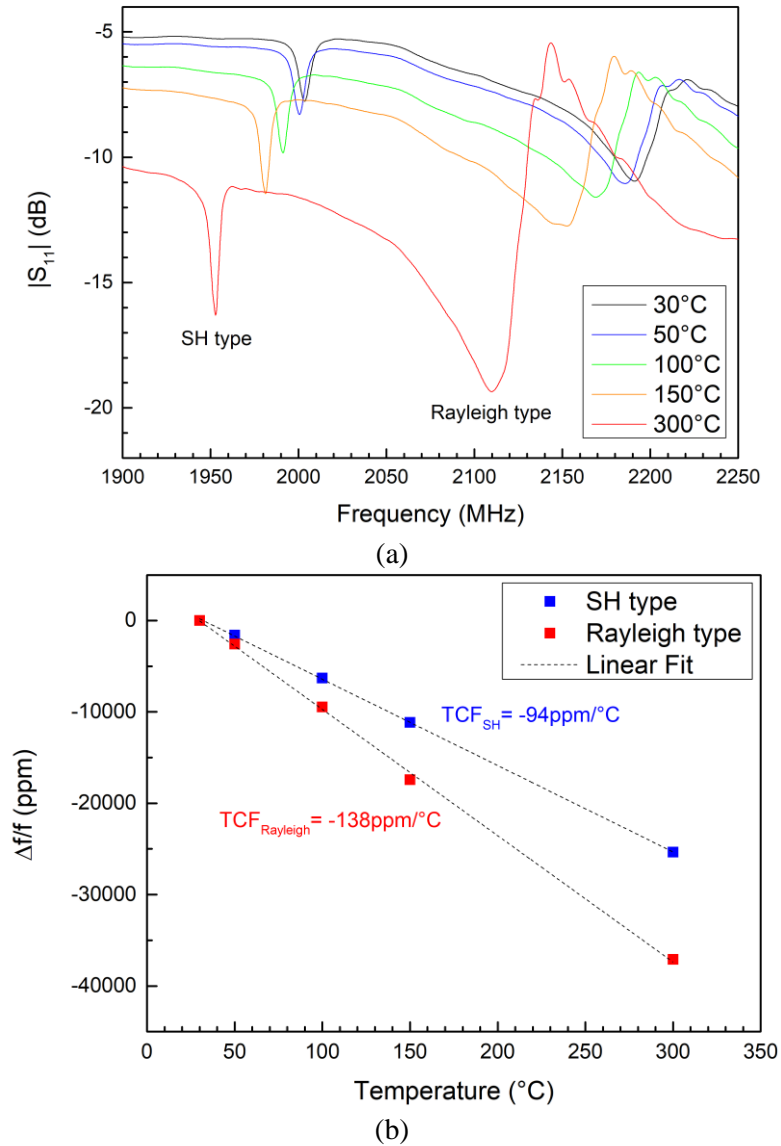 -5
-10
-15
-20
|S11| (dB)
SH type
Rayleigh type
30°C
50°C
100°C
150°C
300°C
1900 1950 2000 2050 2100 2150 2200 2250
Frequency (MHz)
(a)
0
-10000
-20000
-30000
-40000
Δf/f (ppm)
SH type
Rayleigh type
Linear Fit
TCFSH= -94ppm/°C
TCFRayleigh= -138ppm/°C
0 50 100 150 200 250 300 350
Temperature (°C)
(b)